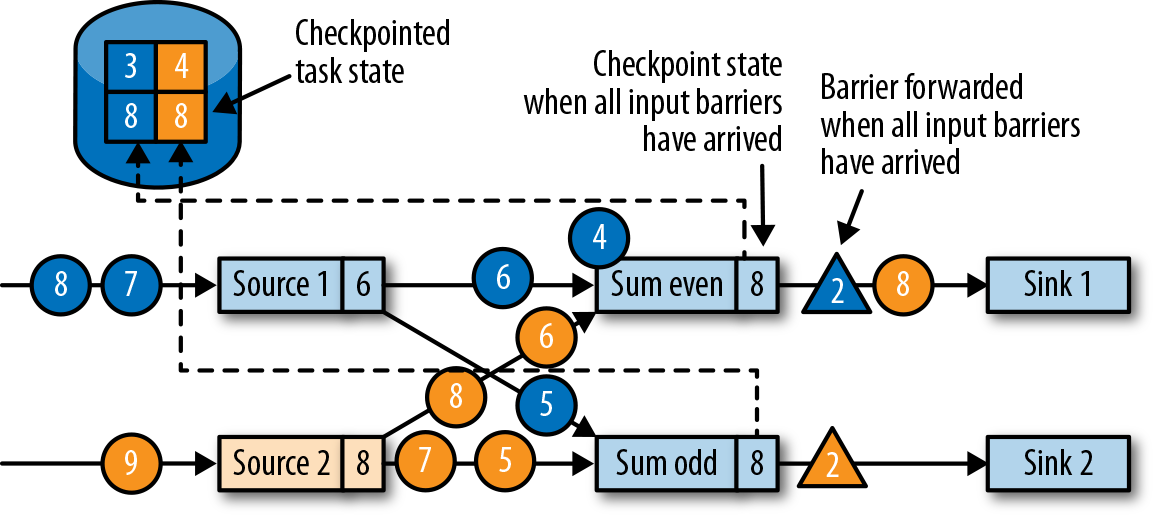 Checkpointed
task state
3 4
8 8
Checkpoint state
when all input barriers
have arrived
Barrier forwarded
when all input barriers
have arrived
8 7 Source 1 6 6 4 Sum even 8 2 8 Sink 1
6
8 5
9 Source 2 8 7 5 Sum odd 8 2 Sink 2